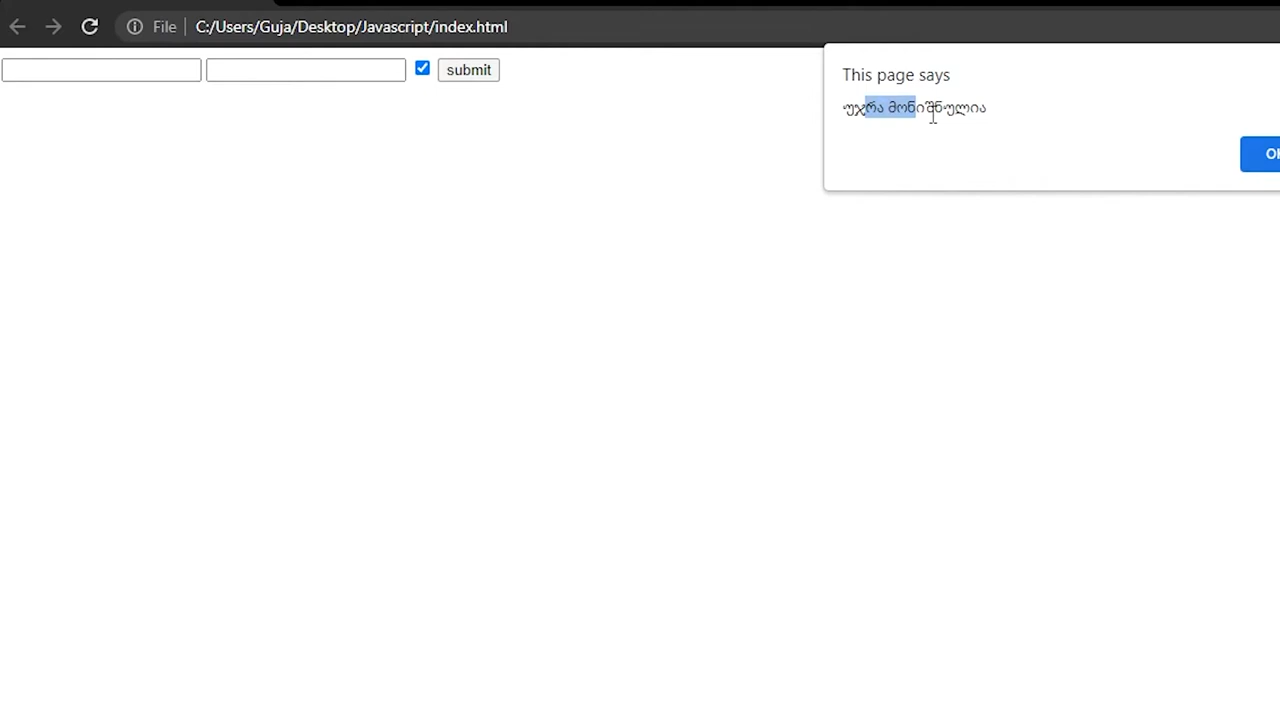 File C:/Users/Guja/Desktop/Javascript/index.html
submit
This page says
უჯრა მონიშნულია